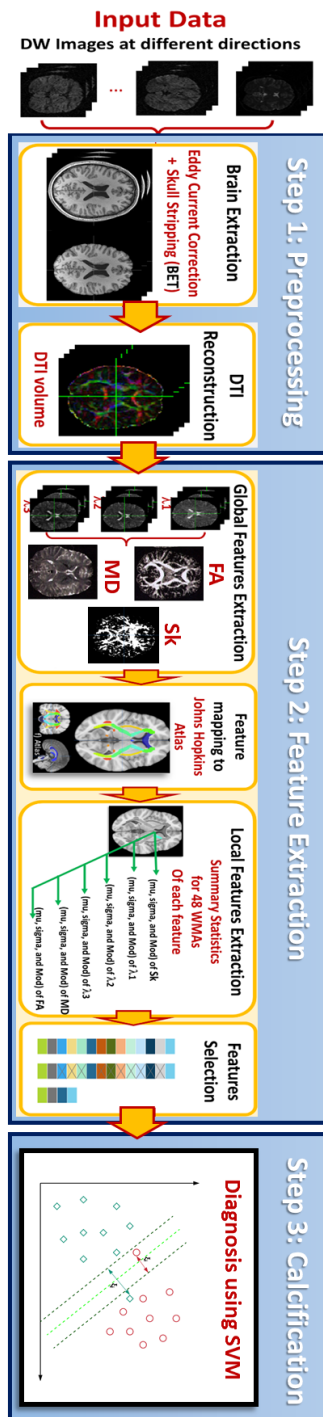 Input Data
DW Images at different directions
...
Step 1: Preprocessing
Brain Extraction
Eddy Current Correction
+ Skull Stripping (BET)
DTI
Reconstruction
DTI volume
Step 2: Feature Extraction
Global Features Extraction
λ1
λ2
λ3
FA
MD
Sk
Feature
mapping to
Johns Hopkins
Atlas
f) Atlas
Local Features Extraction
Summary Statistics
for 48 WMAs
Of each feature
(mu, sigma, and Mod) of Sk
(mu, sigma, and Mod) of λ1
(mu, sigma, and Mod) of λ2
(mu, sigma, and Mod) of λ3
(mu, sigma, and Mod) of MD
(mu, sigma, and Mod) of FA
Features
Selection
Step 3: Calcification
Diagnosis using SVM